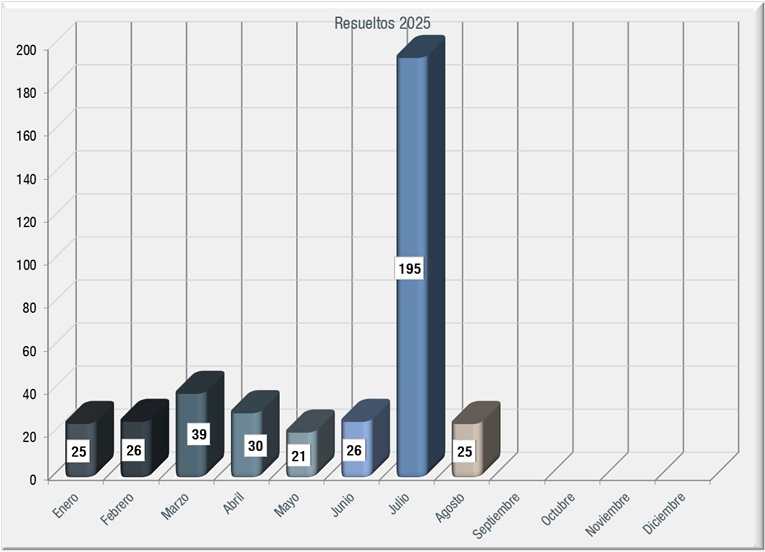 Resueltos 2025
200
180
160
140
120
100
80
60
40
20
0
25
26
39
30
21
26
195
25
Enero
Febrero
Marzo
Abril
Mayo
Junio
Julio
Agosto
Septiembre
Octubre
Noviembre
Diciembre